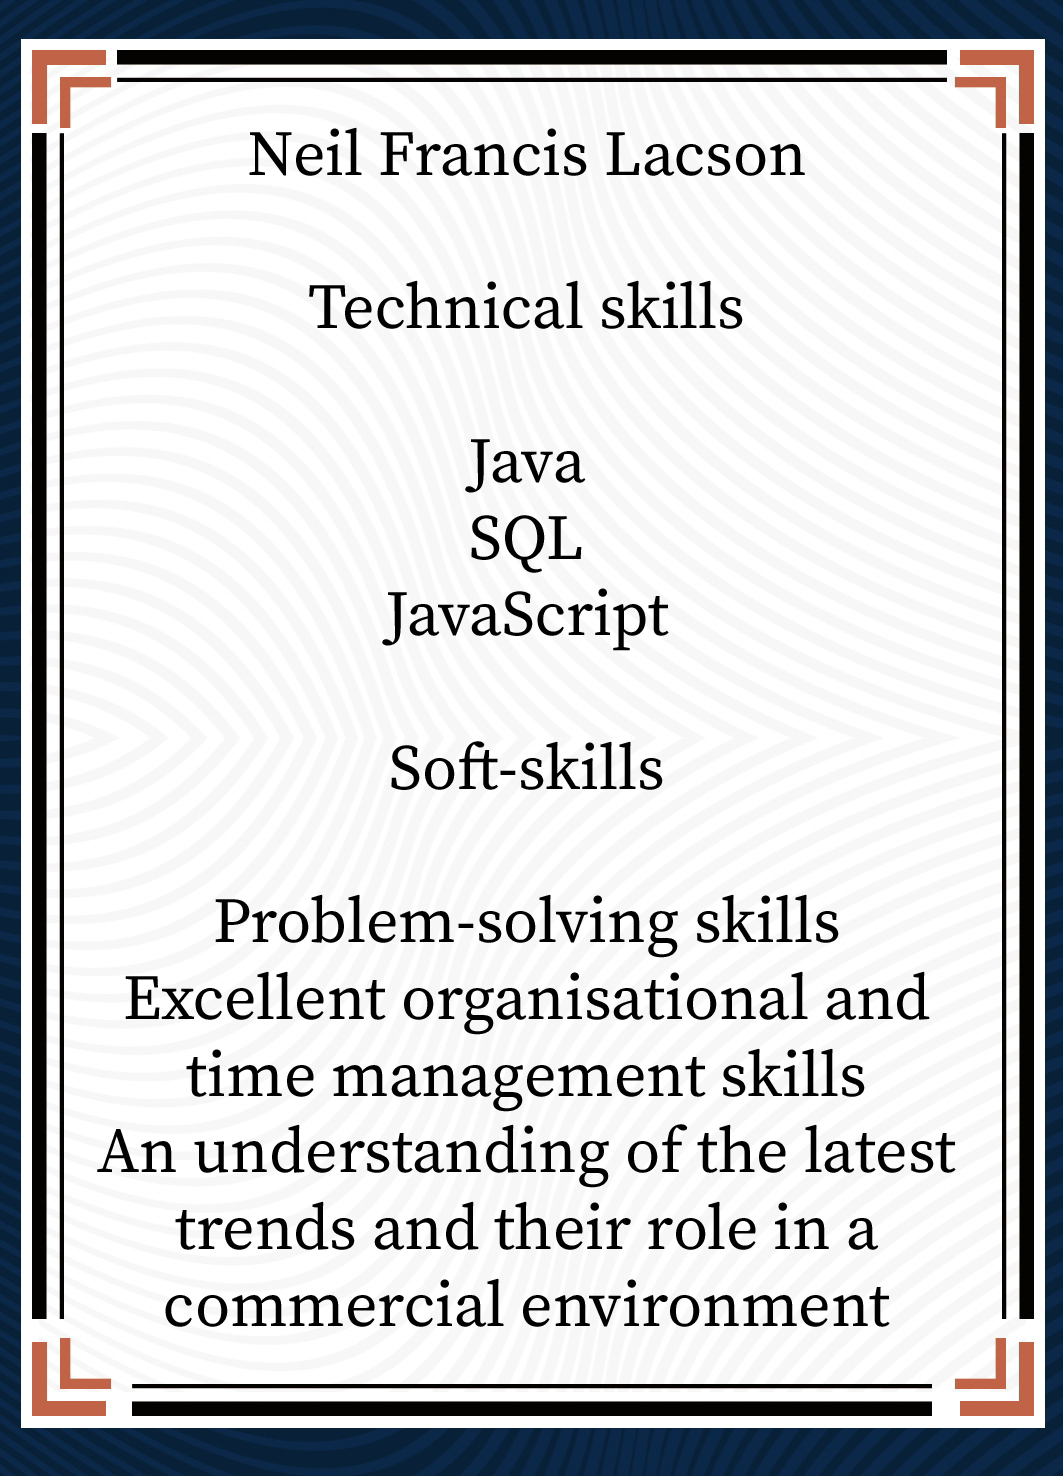 Neil Francis Lacson
Technical skills
Java
SQL
JavaScript
Soft-skills
Problem-solving skills
Excellent organisational and
time management skills
An understanding of the latest
trends and their role in a
commercial environment